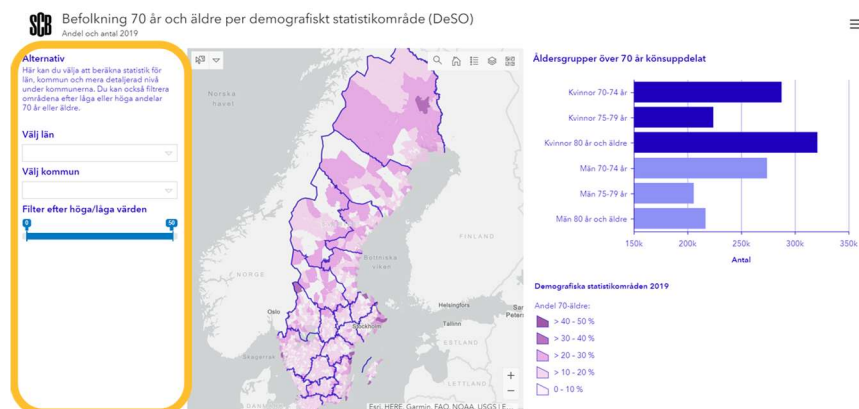 SCB
Befolkning 70 år och äldre per demografiskt statistikområde (DeSO)
Andel och antal 2019
Alternativ
Här kan du välja att beräkna statistik för
län, kommun och mera detaljerad nivå
under kommunerna. Du kan också filtrera
områdena efter låga eller höga andelar
70 år eller äldre.
Välj län
Välj kommun
Filter efter höga/låga värden
0
50
Norska
havet
FINLAND
Bottniska
viken
NORGE
Oslo
Stockholm
Helsingfors
Tallinn
ESTLAND
Skagerrak
LETTLAND
DANMARK
San
Peters
+
−
Esri, HERE, Garmin, FAO, NOAA, USGS | E...
Åldersgrupper över 70 år könsuppdelat
Kvinnor 70-74 år
Kvinnor 75-79 år
Kvinnor 80 år och äldre
Män 70-74 år
Män 75-79 år
Män 80 år och äldre
150k 200k 250k 300k 350k
Antal
Demografiska statistikområden 2019
Andel 70-äldre:
> 40 - 50 %
> 30 - 40 %
> 20 - 30 %
> 10 - 20 %
0 - 10 %